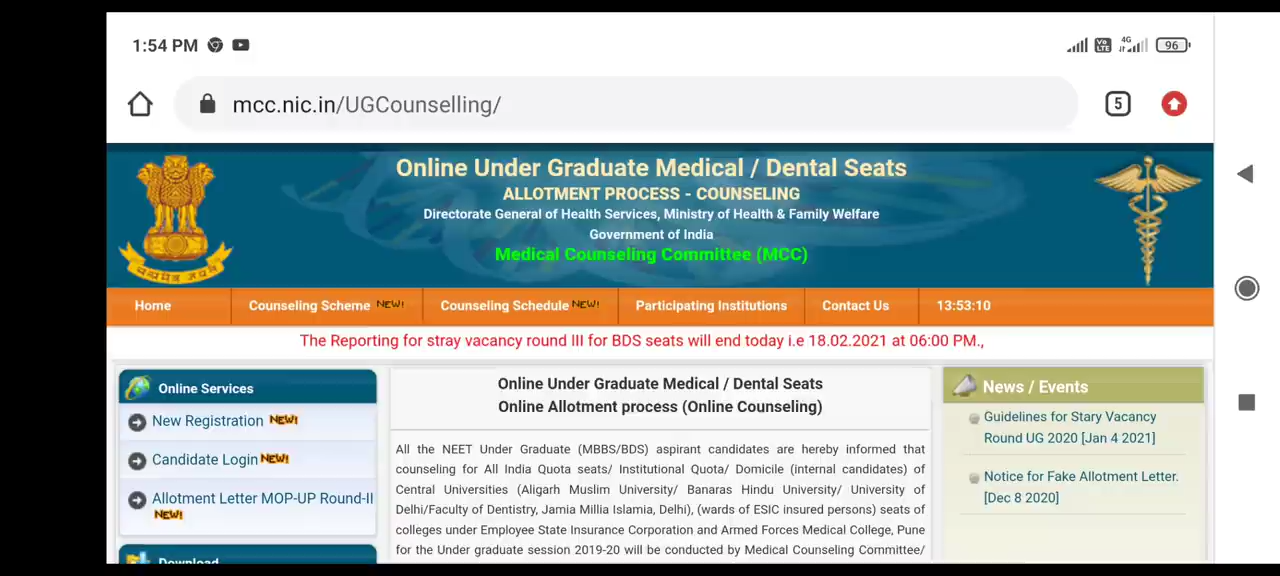 1:54 PM
Vo LTE 4G 96
mcc.nic.in/UGCounselling/
5
Online Under Graduate Medical / Dental Seats
ALLOTMENT PROCESS - COUNSELING
Directorate General of Health Services, Ministry of Health & Family Welfare
Government of India
Medical Counseling Committee (MCC)
सत्यमेव जयते
Home
Counseling Scheme NEW!
Counseling Schedule NEW!
Participating Institutions
Contact Us
13:53:10
The Reporting for stray vacancy round III for BDS seats will end today i.e 18.02.2021 at 06:00 PM.,
Online Services
New Registration NEW!
Candidate Login NEW!
Allotment Letter MOP-UP Round-II
NEW!
Download
Online Under Graduate Medical / Dental Seats
Online Allotment process (Online Counseling)
All the NEET Under Graduate (MBBS/BDS) aspirant candidates are hereby informed that
counseling for All India Quota seats/ Institutional Quota/ Domicile (internal candidates) of
Central Universities (Aligarh Muslim University/ Banaras Hindu University/ University of
Delhi/Faculty of Dentistry, Jamia Millia Islamia, Delhi), (wards of ESIC insured persons) seats of
colleges under Employee State Insurance Corporation and Armed Forces Medical College, Pune
for the Under graduate session 2019-20 will be conducted by Medical Counseling Committee/
News / Events
Guidelines for Stary Vacancy
Round UG 2020 [Jan 4 2021]
Notice for Fake Allotment Letter.
[Dec 8 2020]